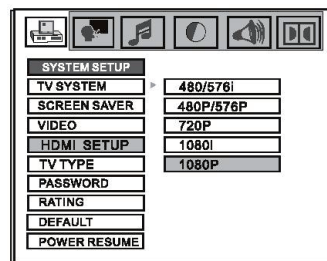 SYSTEM SETUP
TV SYSTEM
480/576i
SCREEN SAVER
480P/576P
VIDEO
720P
HDMI SETUP
1080I
TV TYPE
1080P
PASSWORD
RATING
DEFAULT
POWER RESUME